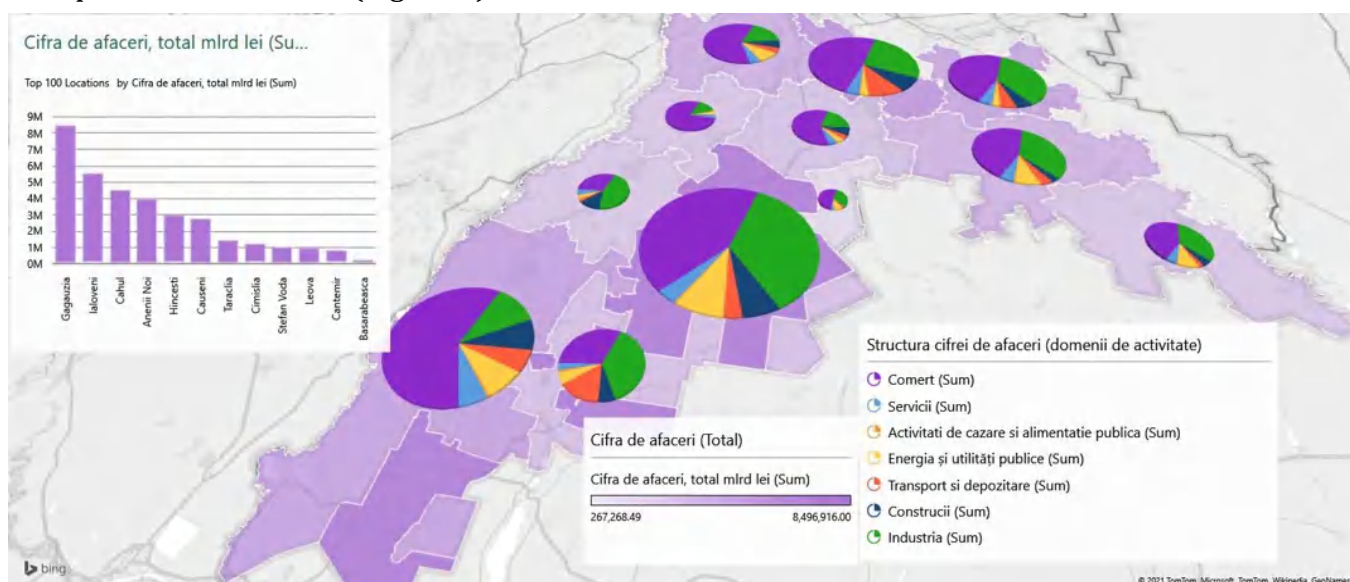 Cifra de afaceri, total mlrd lei (Su...
Top 100 Locations by Cifra de afaceri, total mlrd lei (Sum)
9M
8M
7M
6M
5M
4M
3M
2M
1M
0M
Gagauzia
Ialoveni
Cahul
Anenii Noi
Hincesti
Causeni
Taraclia
Cimislia
Stefan Voda
Leova
Cantemir
Basarabeasca
Cifra de afaceri (Total)
Cifra de afaceri, total mlrd lei (Sum)
267,268.49 8,496,916.00
Structura cifrei de afaceri (domenii de activitate)
Comert (Sum)
Servicii (Sum)
Activitati de cazare si alimentatie publica (Sum)
Energia și utilități publice (Sum)
Transport si depozitare (Sum)
Construcii (Sum)
Industria (Sum)
bing
© 2021 TomTom, Microsoft, TomTom, Wikipedia, GeoNames